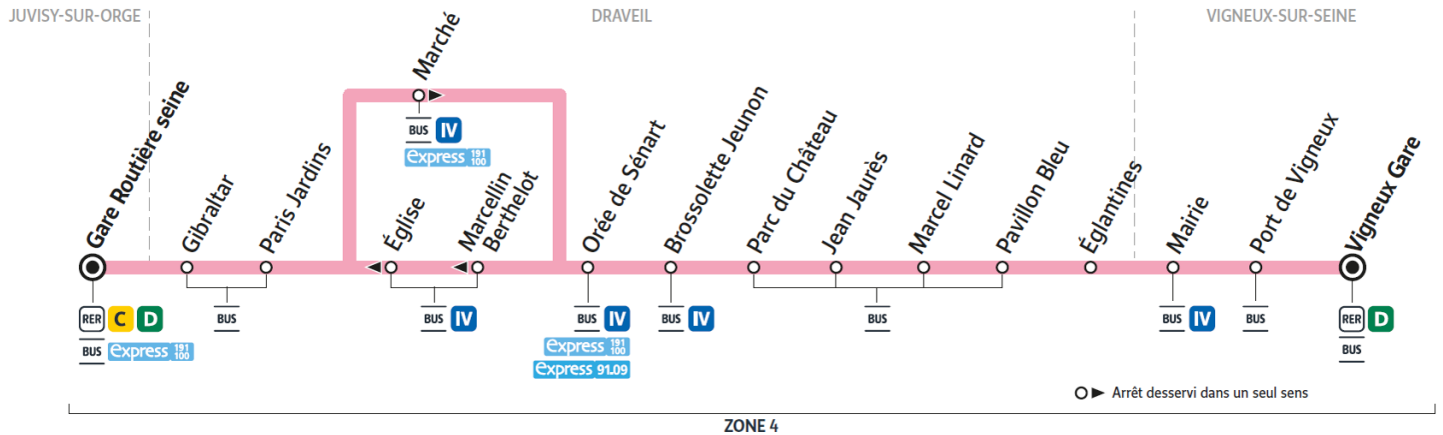 JUVISY-SUR-ORGE
DRAVEIL
VIGNEUX-SUR-SEINE
Marché
BUS IV
express 191 100
Gare Routière seine
Gibraltar
Paris Jardins
Église
Marcellin
Berthelot
Orée de Sénart
Brossolette Jeunon
Parc du Château
Jean Jaurès
Marcel Linard
Pavillon Bleu
Églantines
Mairie
Port de Vigneux
Vigneux Gare
RER C D
BUS express 191 100
BUS
BUS IV
BUS IV
express 191 100
express 91.09
BUS IV
BUS
BUS IV
BUS
RER D
BUS
Arrêt desservi dans un seul sens
ZONE 4